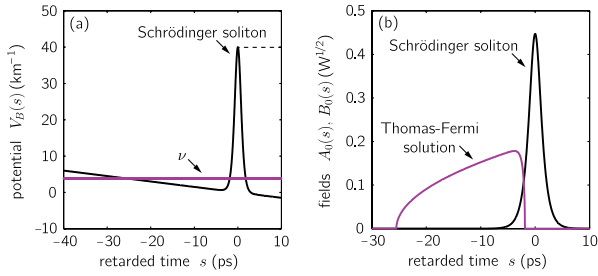 (a)
Schrödinger soliton
ν
potential V_B(s) (km⁻¹)
50
40
30
20
10
0
−10
−40
−30
−20
−10
0
10
retarded time s (ps)
(b)
Schrödinger soliton
Thomas-Fermi
solution
fields A₀(s), B₀(s) (W^1/2)
0.5
0.4
0.3
0.2
0.1
0
−30
−20
−10
0
10
retarded time s (ps)